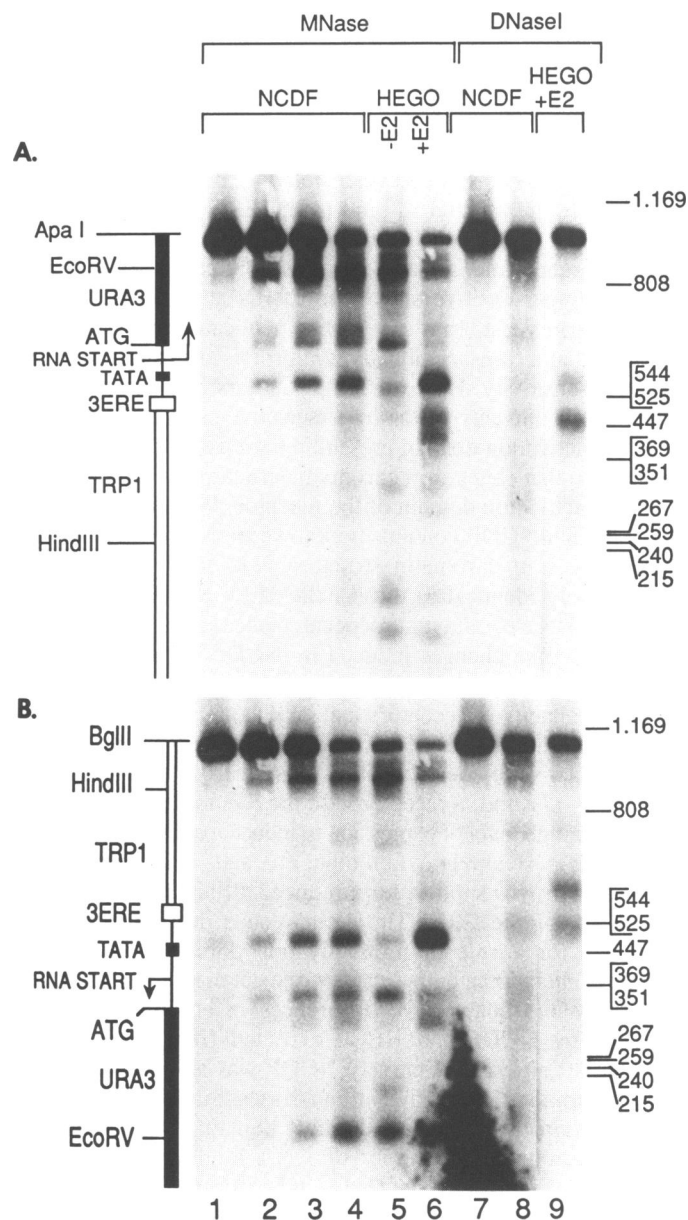 MNase DNaseI
NCDF HEGO NCDF HEGO
+E2
-E2 +E2
A.
Apa I
EcoRV
URA3
ATG
RNA START
TATA
3ERE
TRP1
HindIII
1.169
808
544
525
447
369
351
267
259
240
215
B.
BglII
HindIII
TRP1
3ERE
TATA
RNA START
ATG
URA3
EcoRV
1.169
808
544
525
447
369
351
267
259
240
215
1 2 3 4 5 6 7 8 9